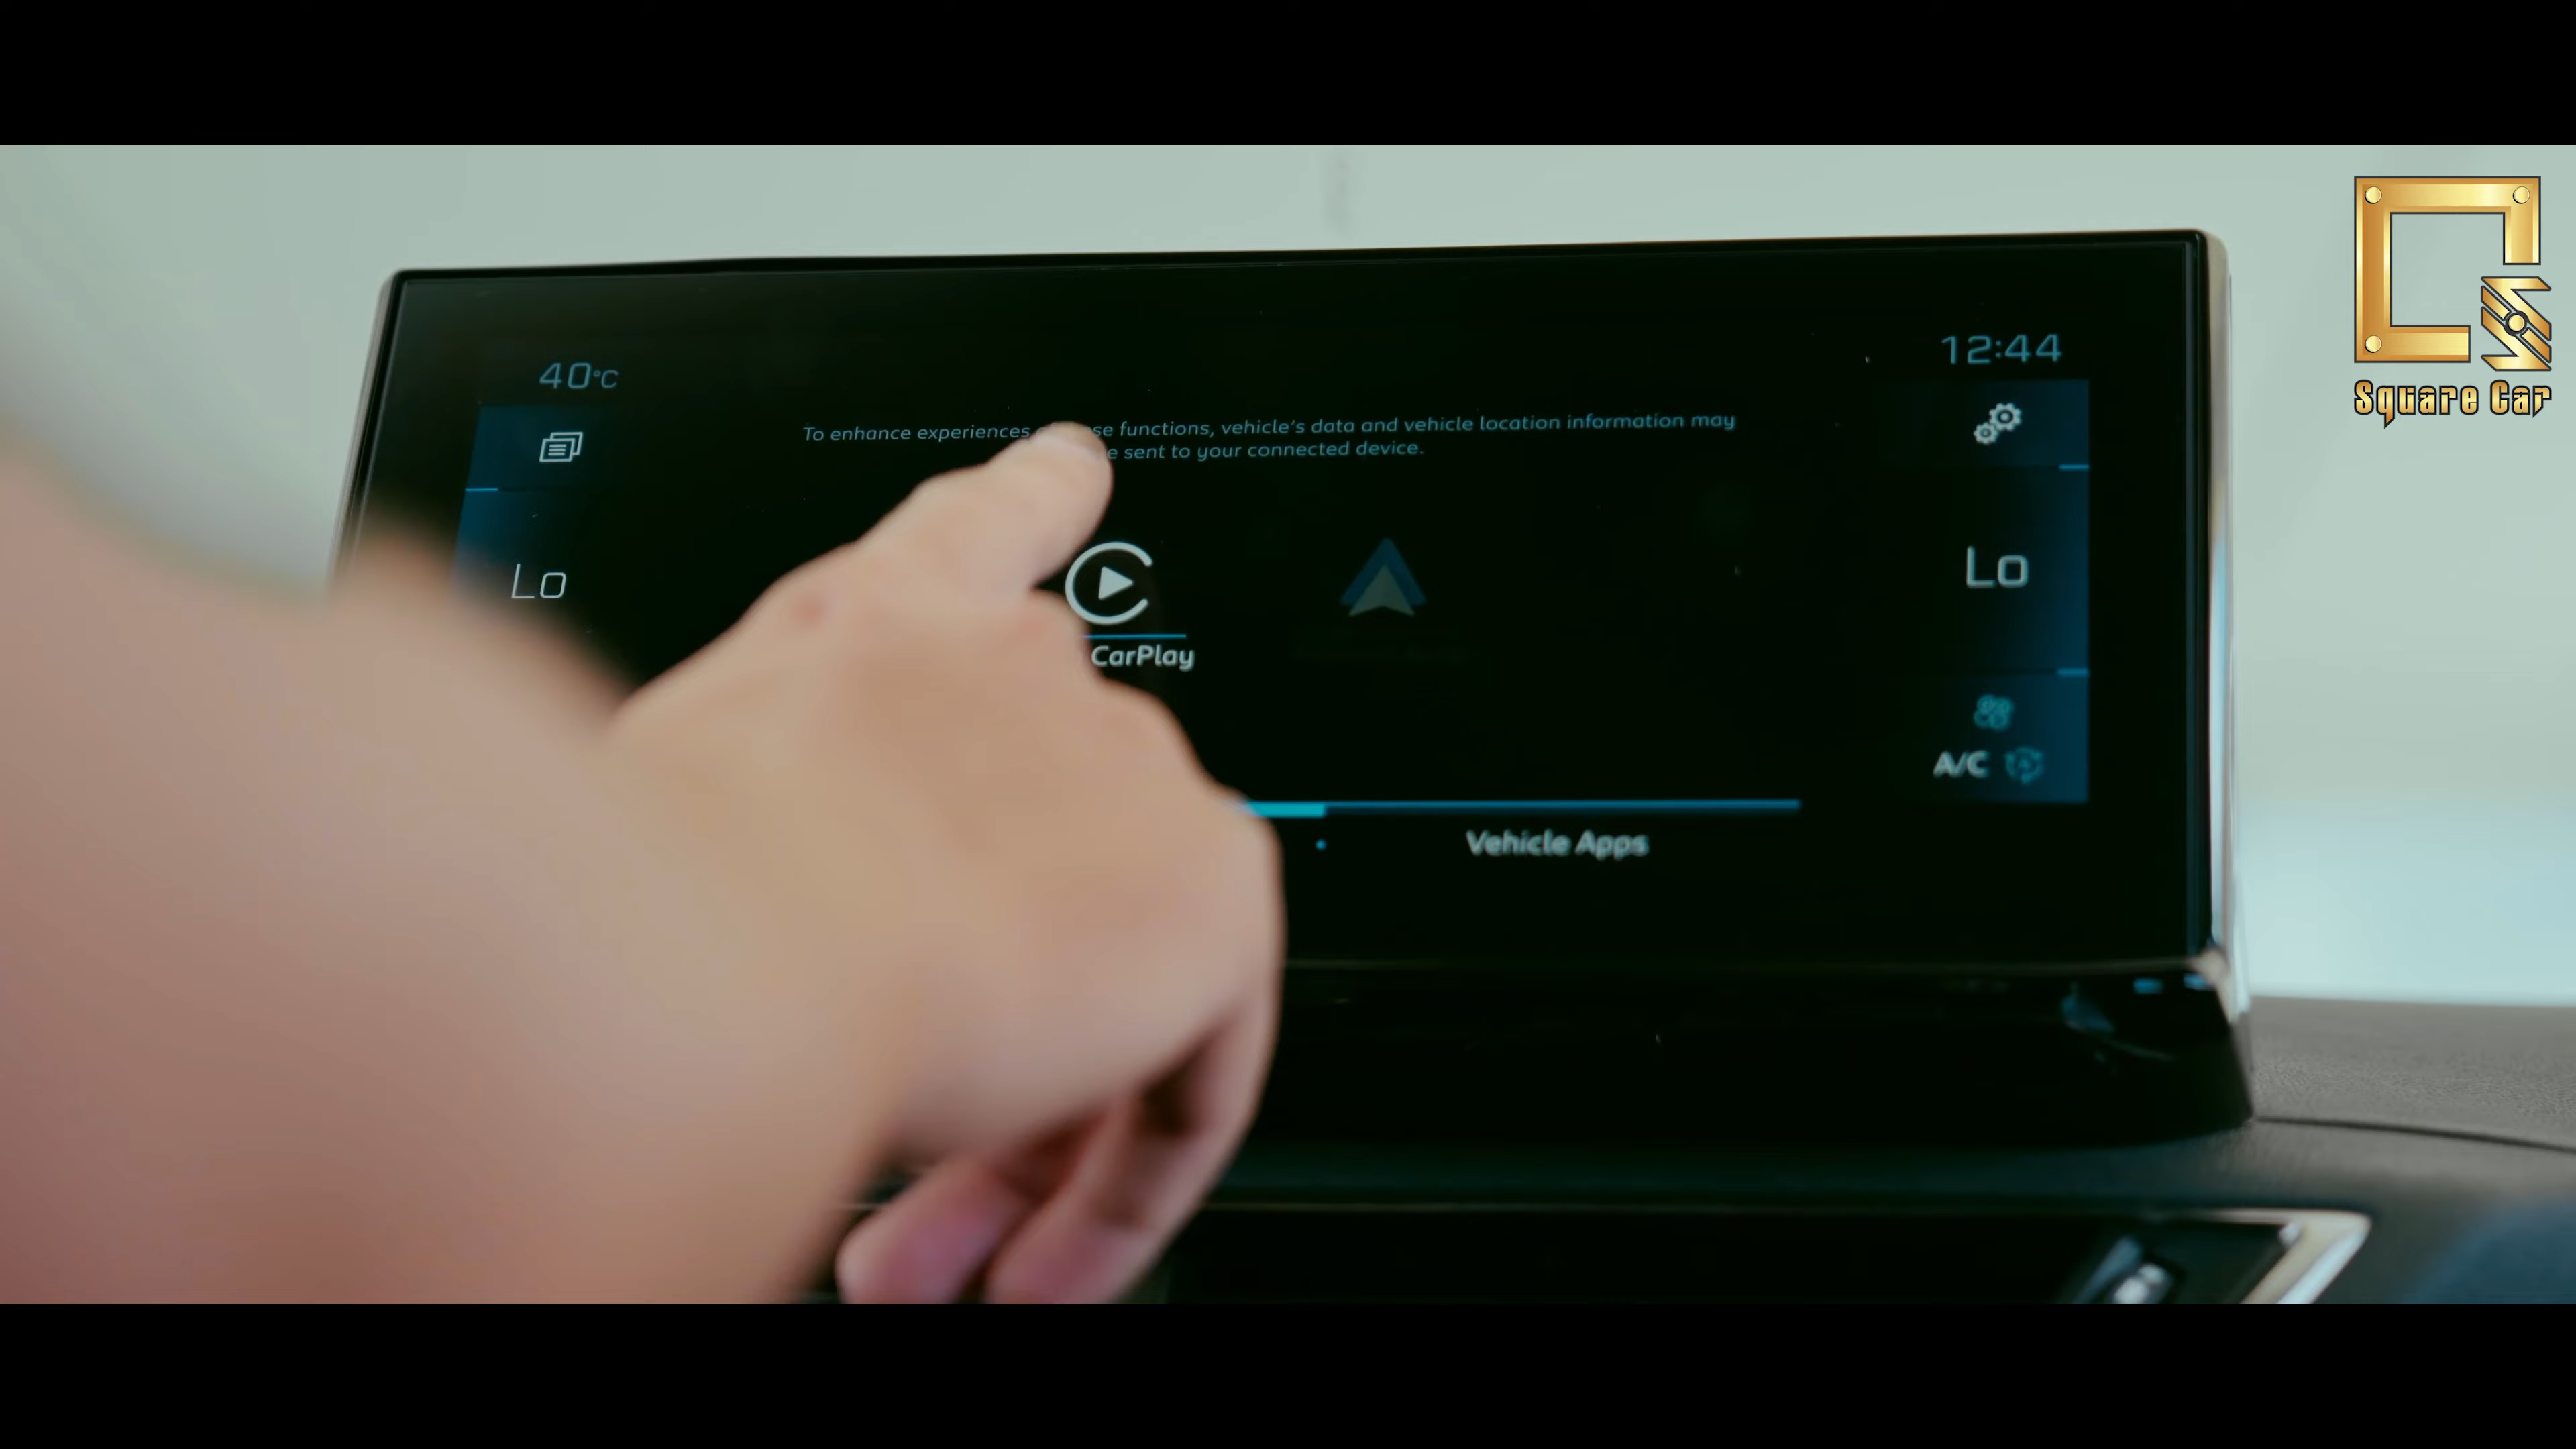 40°C
12:44
To enhance experiences functions, vehicle's data and vehicle location information may
sent to your connected device.
Lo
Lo
CarPlay
A/C
Vehicle Apps
Square Car